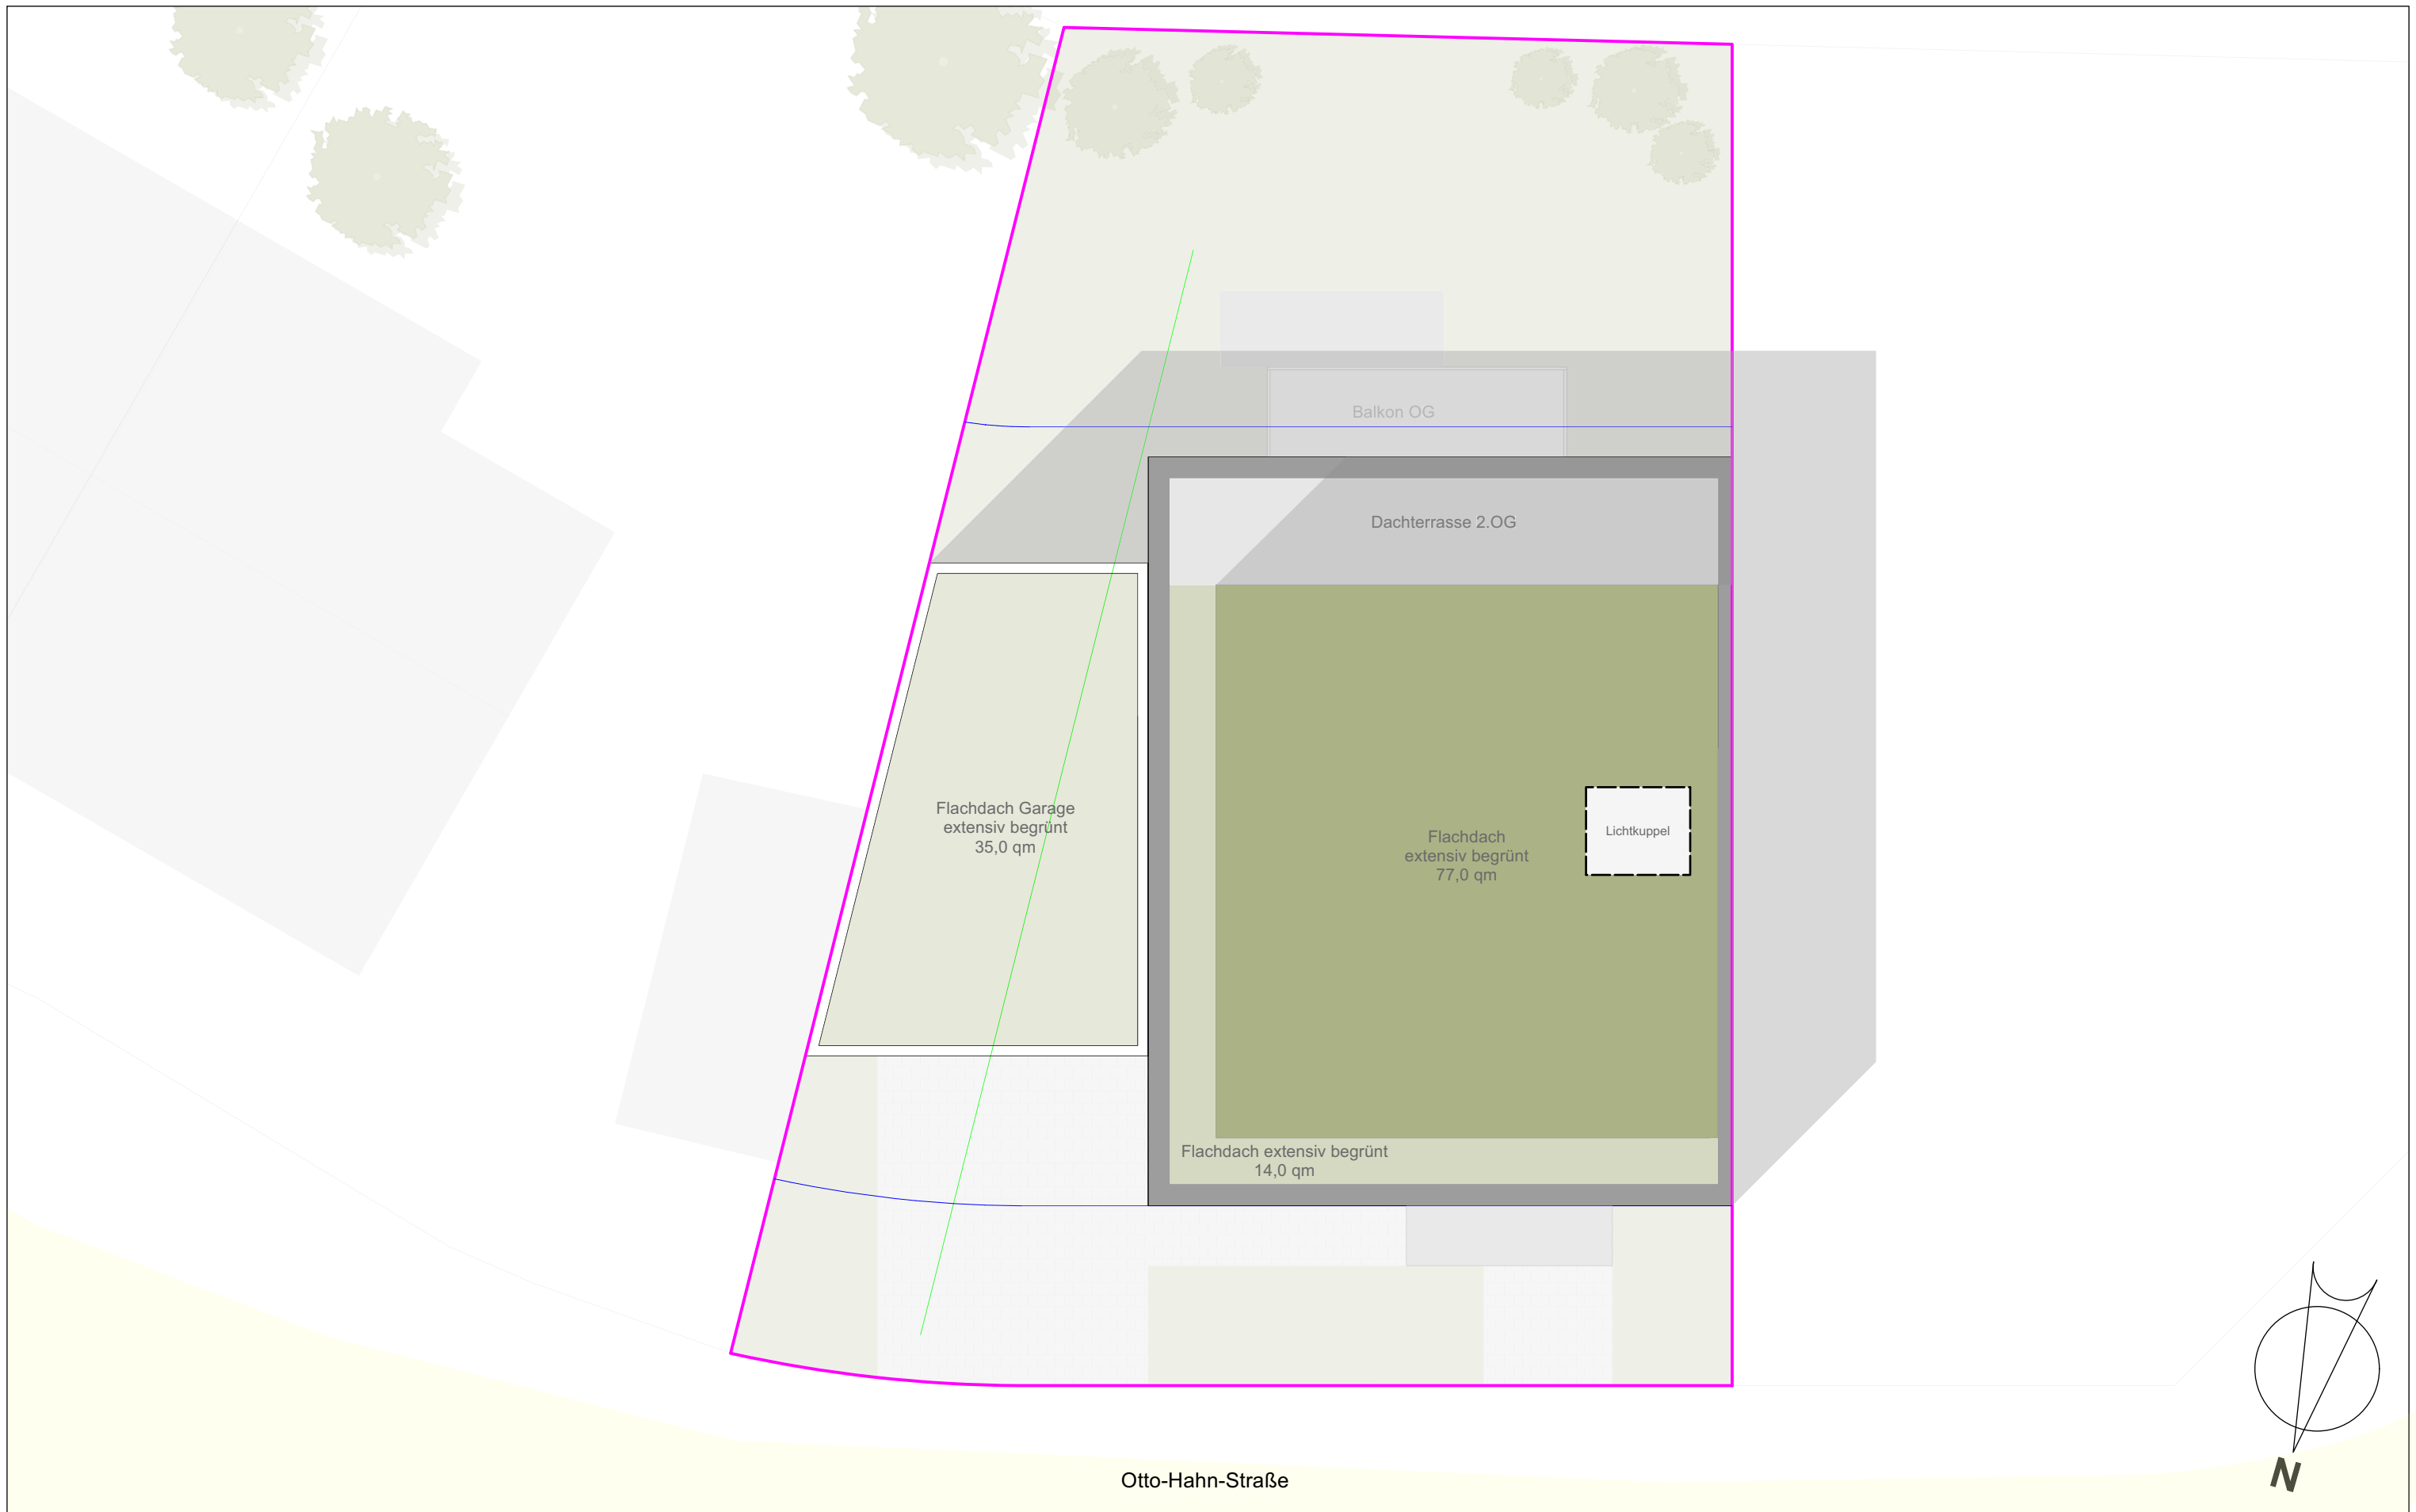 Balkon OG
Dachterrasse 2.OG
Flachdach Garage
extensiv begrünt
35,0 qm
Flachdach
extensiv begrünt
77,0 qm
Lichtkuppel
Flachdach extensiv begrünt
14,0 qm
Otto-Hahn-Straße
N